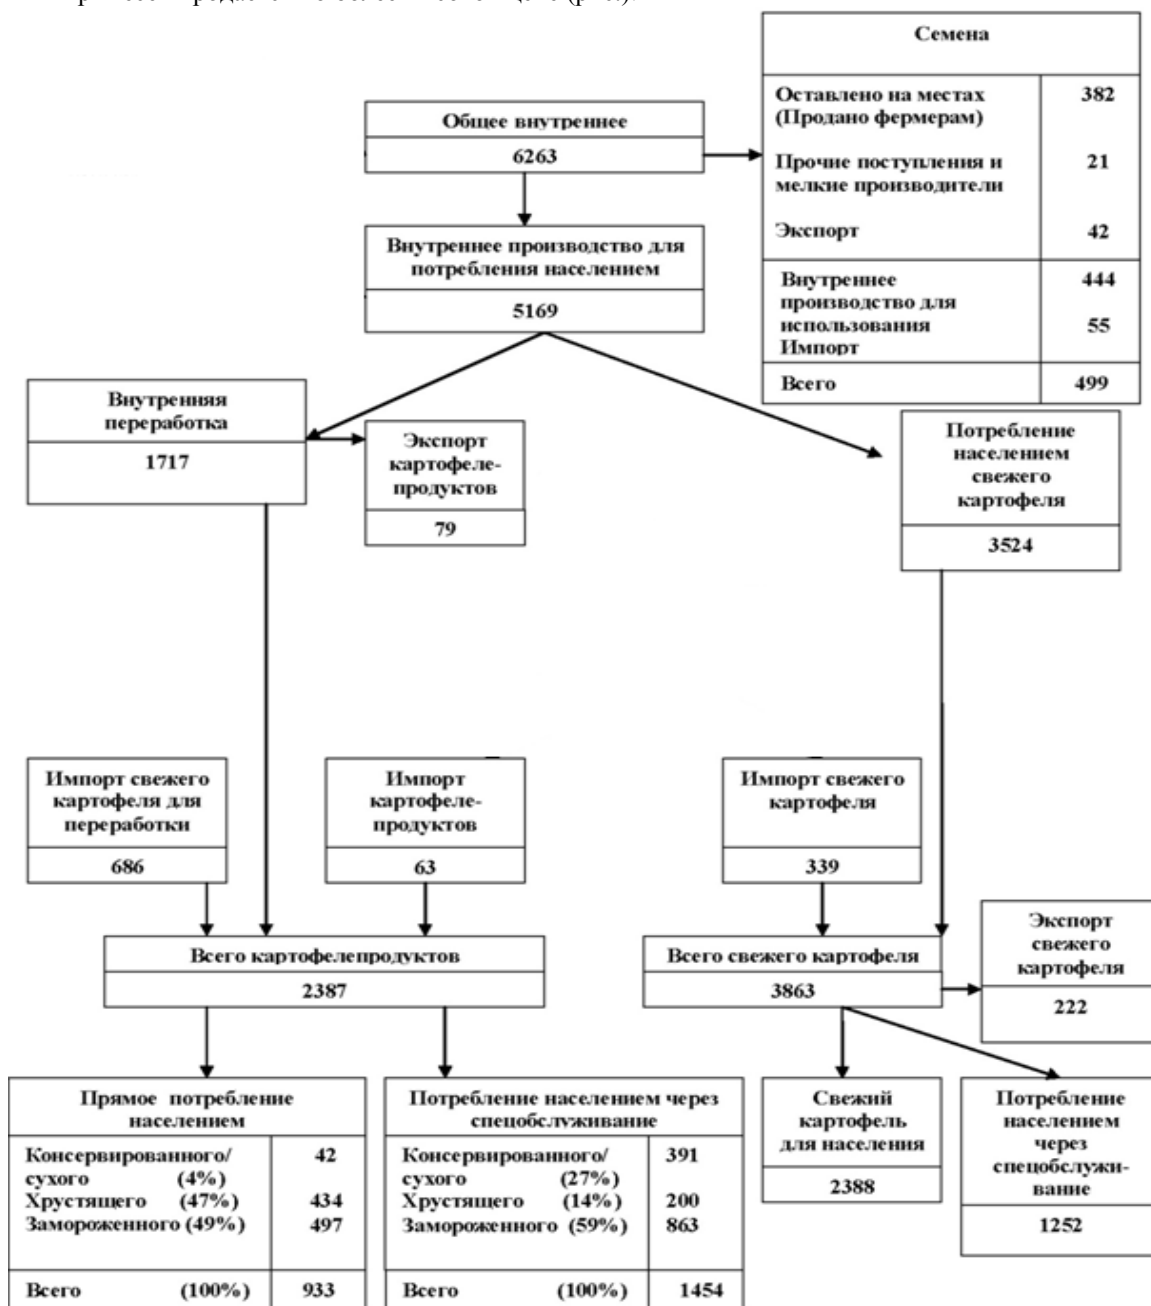 Семена
Оставлено на местах 382
(Продано фермерам)
Прочие поступления и 21
мелкие производители
Экспорт 42
Внутреннее 444
производство для
использования 55
Импорт
Всего 499
Общее внутреннее
6263
Внутреннее производство для
потребления населением
5169
Внутренняя
переработка
1717
Экспорт
картофеле-
продуктов
79
Потребление
населением
свежего
картофеля
3524
Импорт свежего
картофеля для
переработки
686
Импорт
картофеле-
продуктов
63
Импорт свежего
картофеля
339
Всего картофелепродуктов
2387
Всего свежего картофеля
3863
Экспорт
свежего
картофеля
222
Прямое потребление
населением
Консервированного/ 42
сухого (4%)
Хрустящего (47%) 434
Замороженного (49%) 497
Всего (100%) 933
Потребление населением через
спецобслуживание
Консервированного/ 391
сухого (27%)
Хрустящего (14%) 200
Замороженного (59%) 863
Всего (100%) 1454
Свежий
картофель
для населения
2388
Потребление
населением
через
спецобслужи-
вание
1252